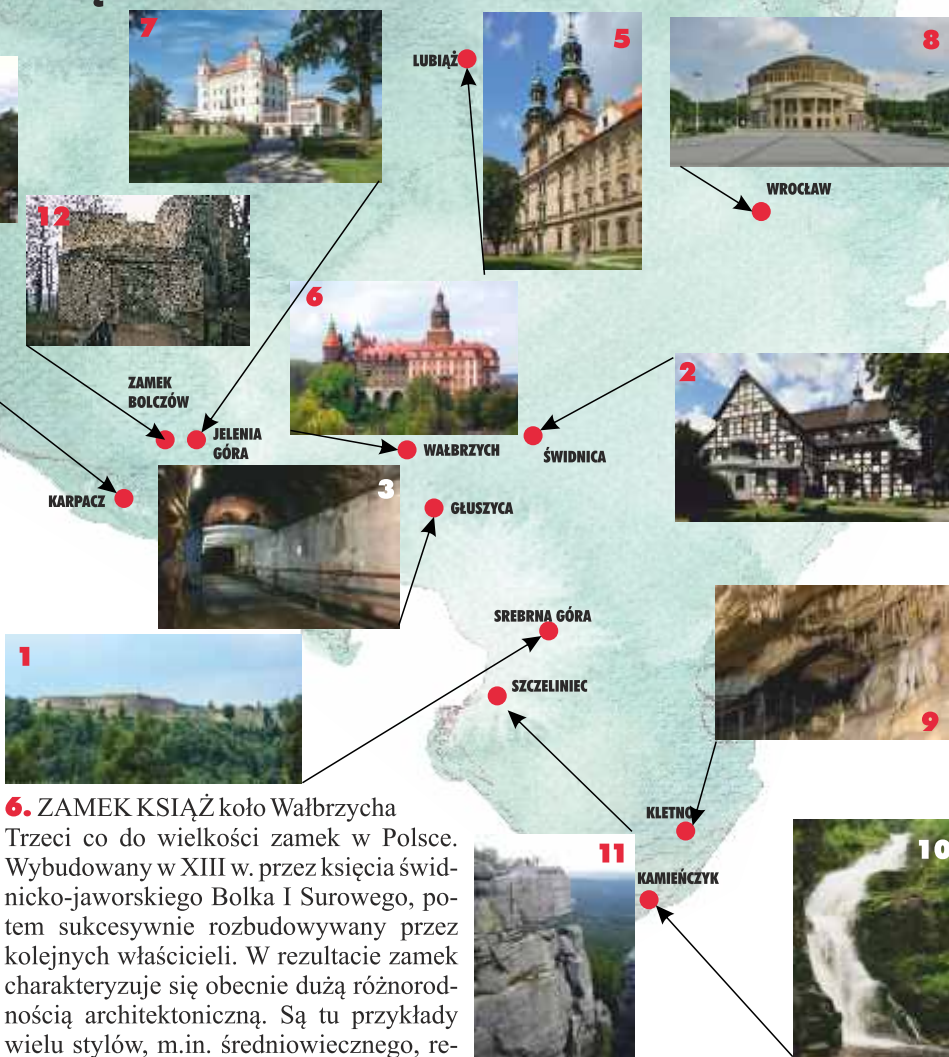 7
LUBIĄŻ
5
8
WROCŁAW
12
6
2
ZAMEK
BOLCZÓW
JELENIA
GÓRA
WAŁBRZYCH
ŚWIDNICA
KARPACZ
3
GŁUSZYCA
SREBRNA GÓRA
1
SZCZELINIEC
9
6. ZAMEK KSIĄŻ koło Wałbrzycha
Trzeci co do wielkości zamek w Polsce.
Wybudowany w XIII w. przez księcia świd-
nicko-jaworskiego Bolka I Surowego, po-
tem sukcesywnie rozbudowywany przez
kolejnych właścicieli. W rezultacie zamek
charakteryzuje się obecnie dużą różnorod-
nością architektoniczną. Są tu przykłady
wielu stylów, m.in. średniowiecznego, re-
KLETNO
11
10
KAMIEŃCZYK